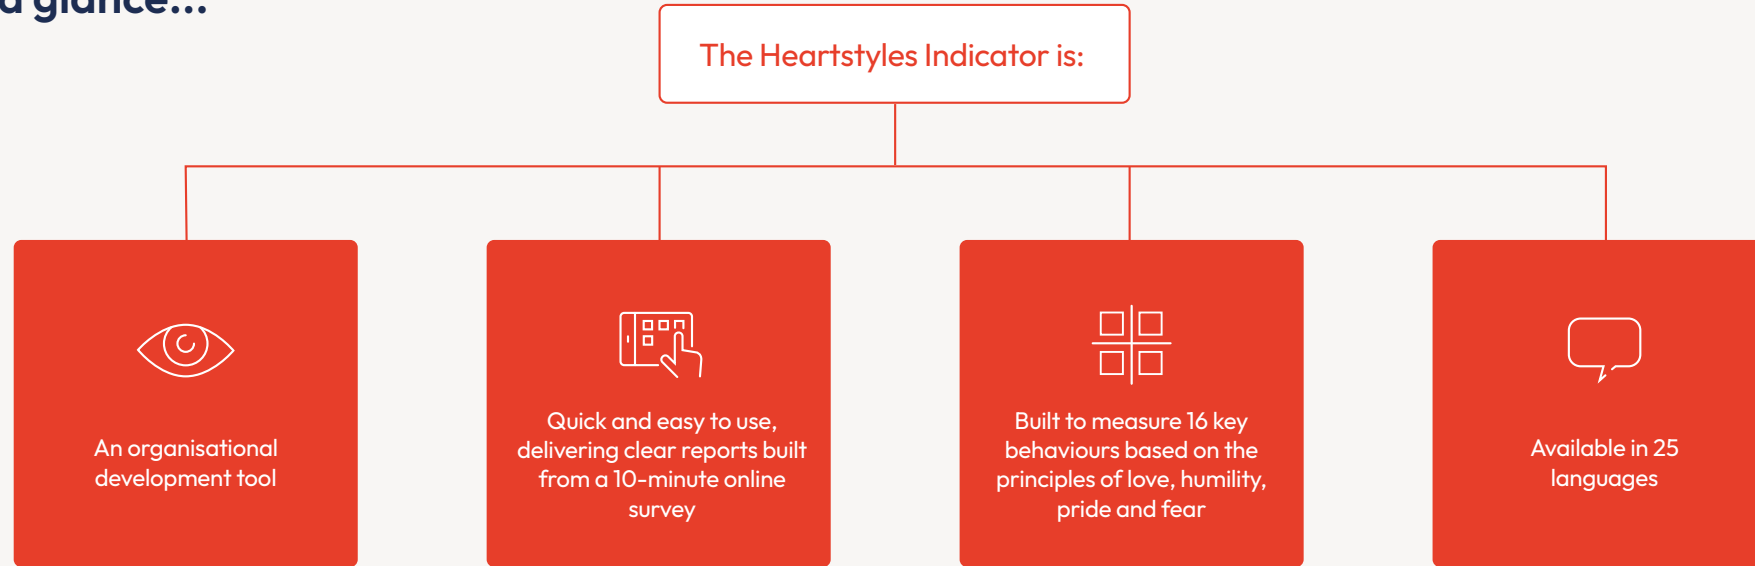 a glance...
The Heartstyles Indicator is:
An organisational
development tool
Quick and easy to use,
delivering clear reports built
from a 10-minute online
survey
Built to measure 16 key
behaviours based on the
principles of love, humility,
pride and fear
Available in 25
languages